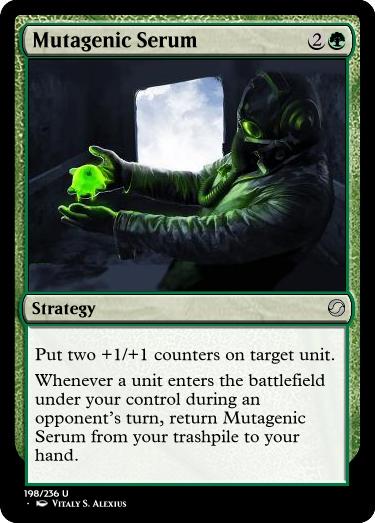 Mutagenic Serum 2
Strategy
Put two +1/+1 counters on target unit.
Whenever a unit enters the battlefield
under your control during an
opponent's turn, return Mutagenic
Serum from your trashpile to your
hand.
198/236 U
• Vitaly S. Alexius